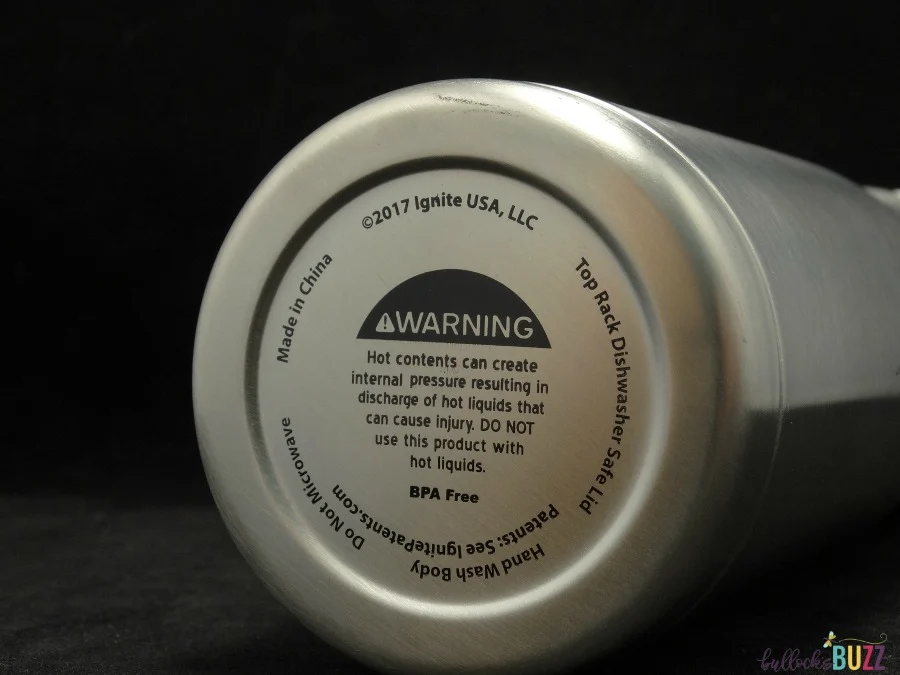 ©2017 Ignite USA, LLC
Made in China
Top Rack Dishwasher Safe Lid
WARNING
Hot contents can create
internal pressure resulting in
discharge of hot liquids that
can cause injury. DO NOT
use this product with
hot liquids.
BPA Free
Do Not Microwave
Patents: See IgnitePatents.com
Hand Wash Body
bullock's BUZZ